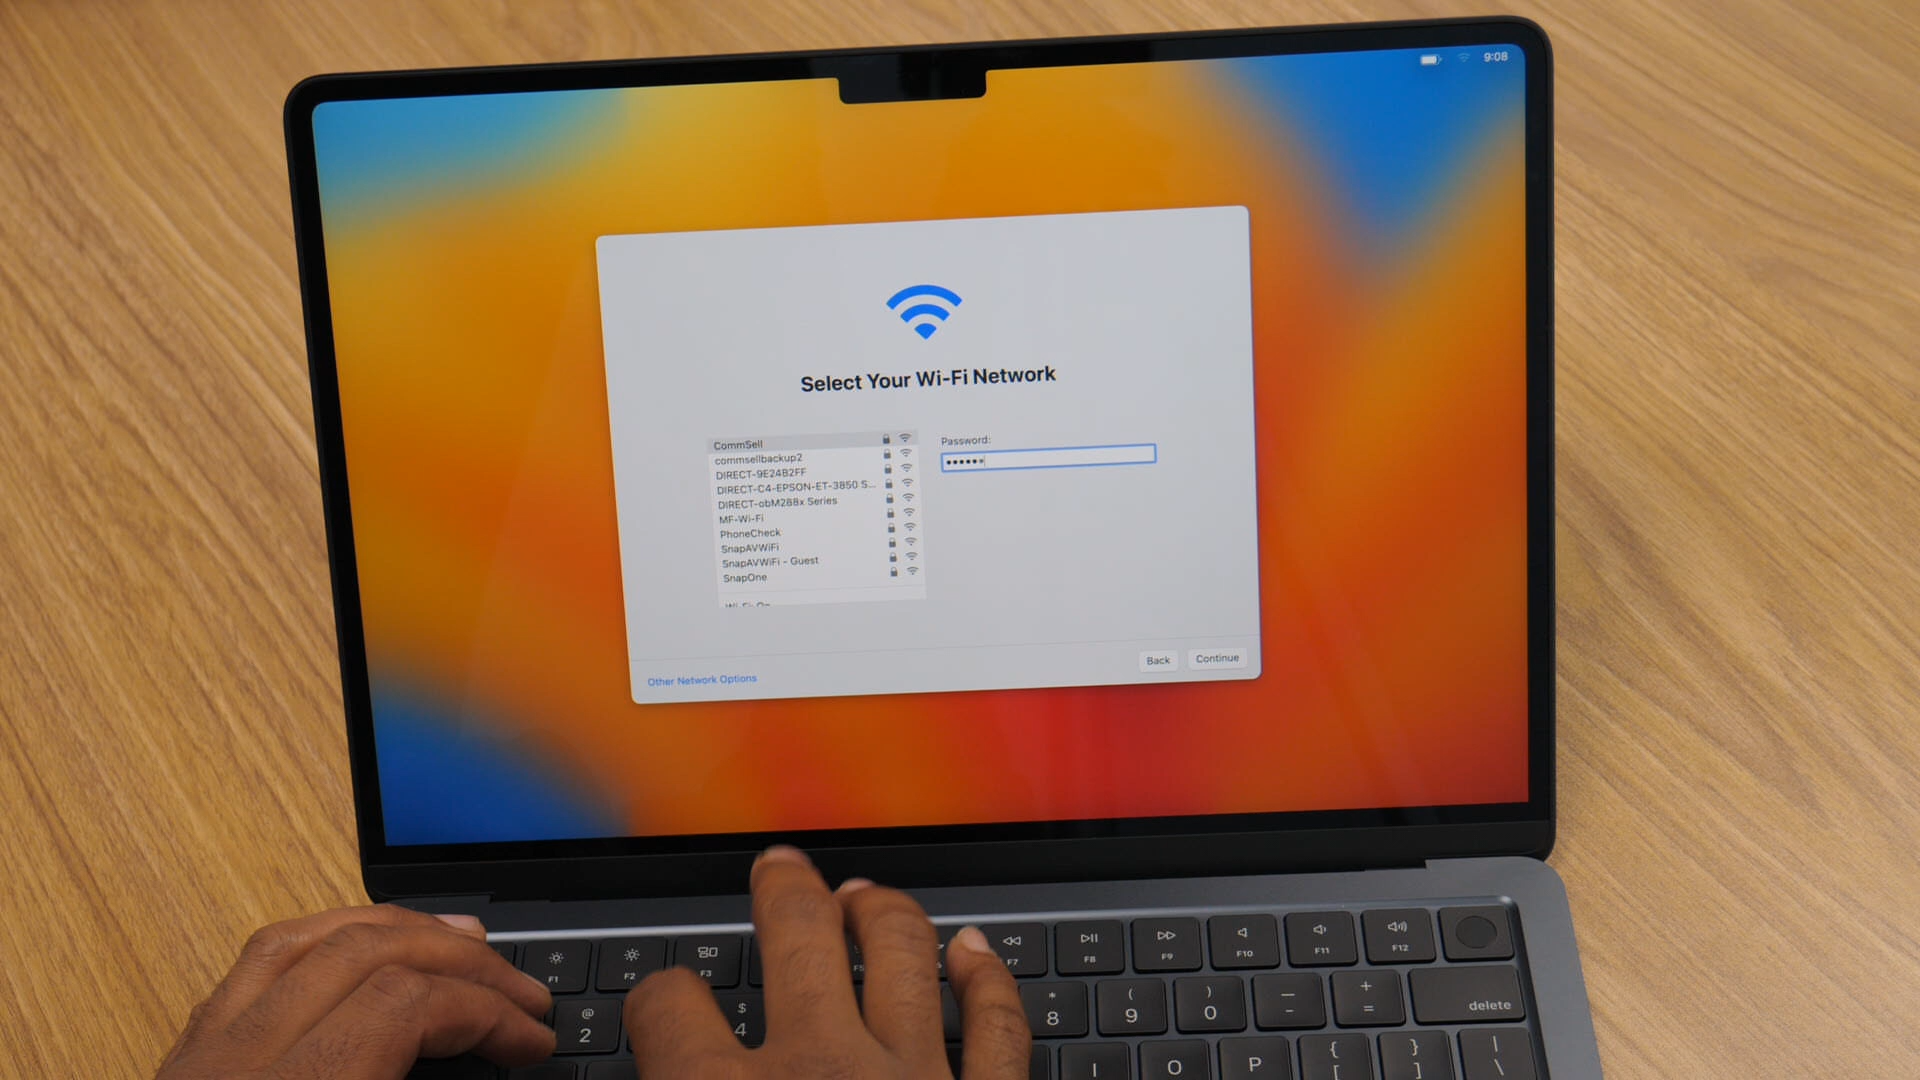 9:08
Select Your Wi-Fi Network
CommSell
commsellbackup2
DIRECT-9E24B2FF
DIRECT-C4-EPSON-ET-3850 S...
DIRECT-obM288x Series
MF-Wi-Fi
PhoneCheck
SnapAVWiFi
SnapAVWiFi - Guest
SnapOne
Password:
Other Network Options
Back
Continue
F1
F2
F3
F7
F8
F9
F10
F11
F12
@
2
$
4
*
8
(
9
)
0
—
-
+
=
delete
I
O
P
{
[
}
]
|
\